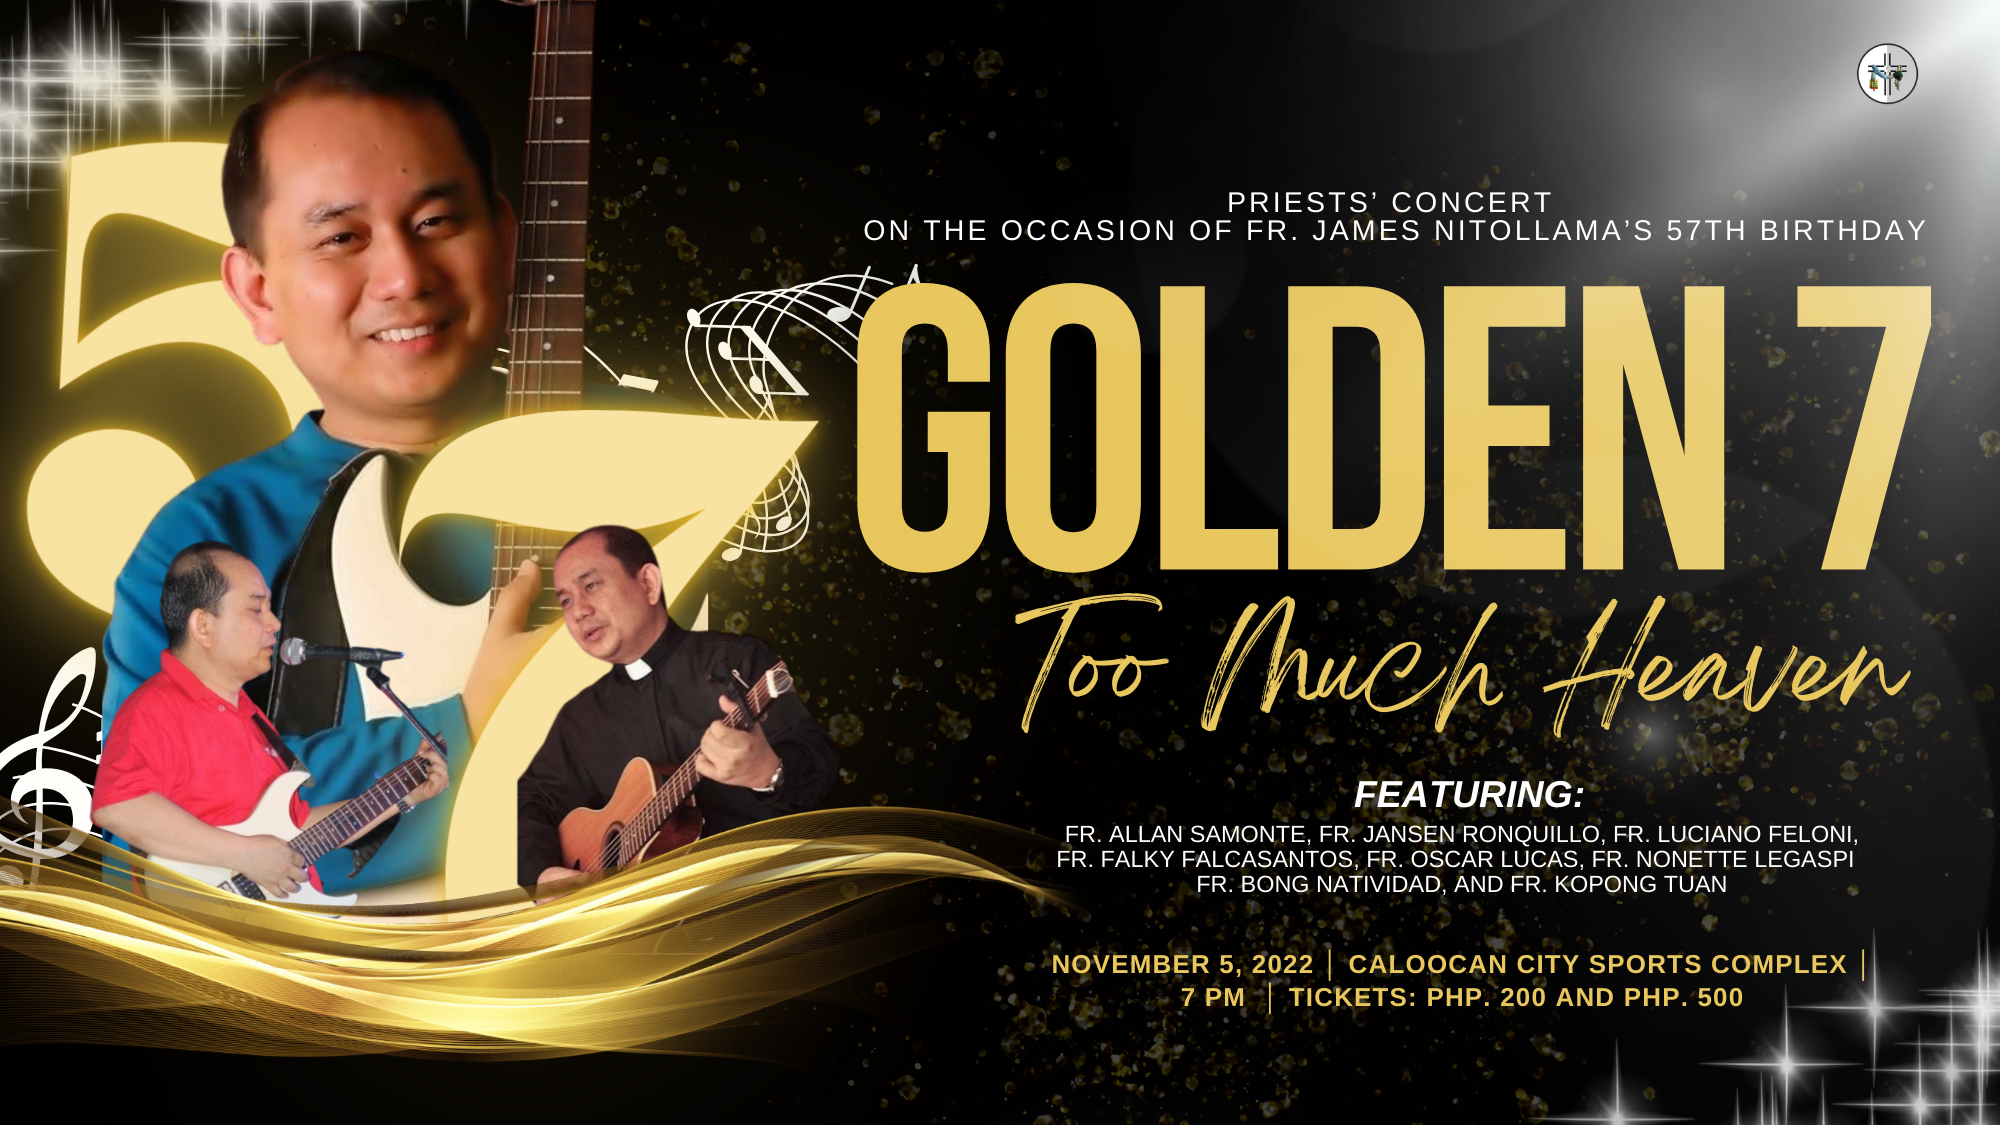 57
PRIESTS’ CONCERT
ON THE OCCASION OF FR. JAMES NITOLLAMA’S 57TH BIRTHDAY
GOLDEN 7
Too Much Heaven
FEATURING:
FR. ALLAN SAMONTE, FR. JANSEN RONQUILLO, FR. LUCIANO FELONI,
FR. FALKY FALCASANTOS, FR. OSCAR LUCAS, FR. NONETTE LEGASPI
FR. BONG NATIVIDAD, AND FR. KOPONG TUAN
NOVEMBER 5, 2022 | CALOOCAN CITY SPORTS COMPLEX |
7 PM | TICKETS: PHP. 200 AND PHP. 500